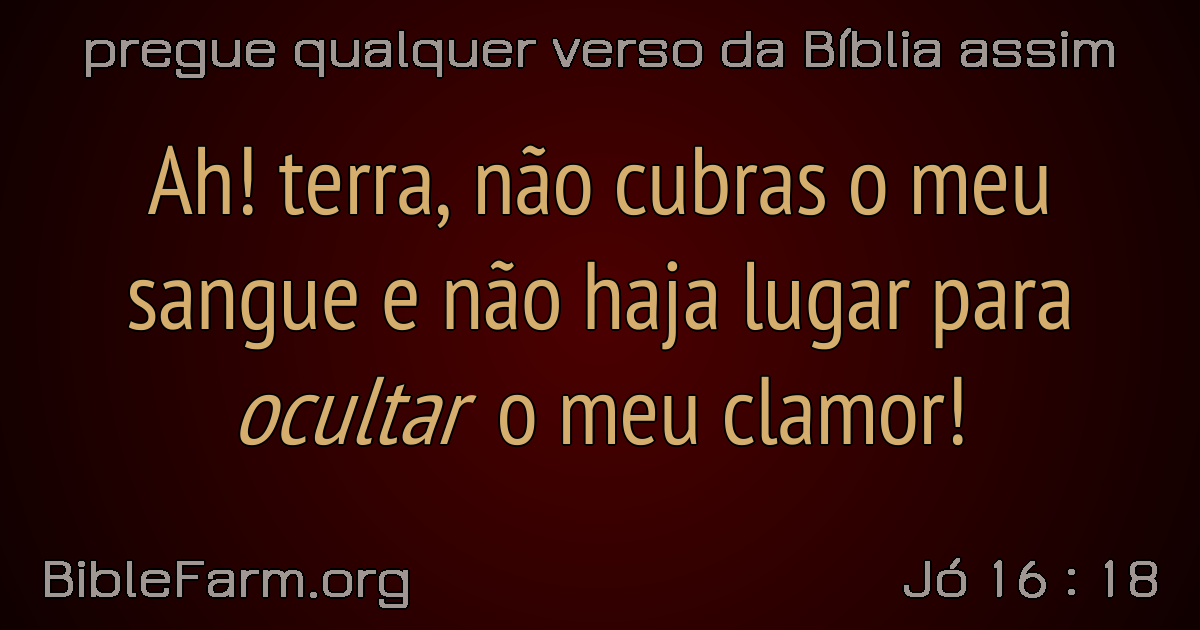 pregue qualquer verso da Bíblia assim
Ah! terra, não cubras o meu
sangue e não haja lugar para
ocultar o meu clamor!
BibleFarm.org
Jó 16 : 18